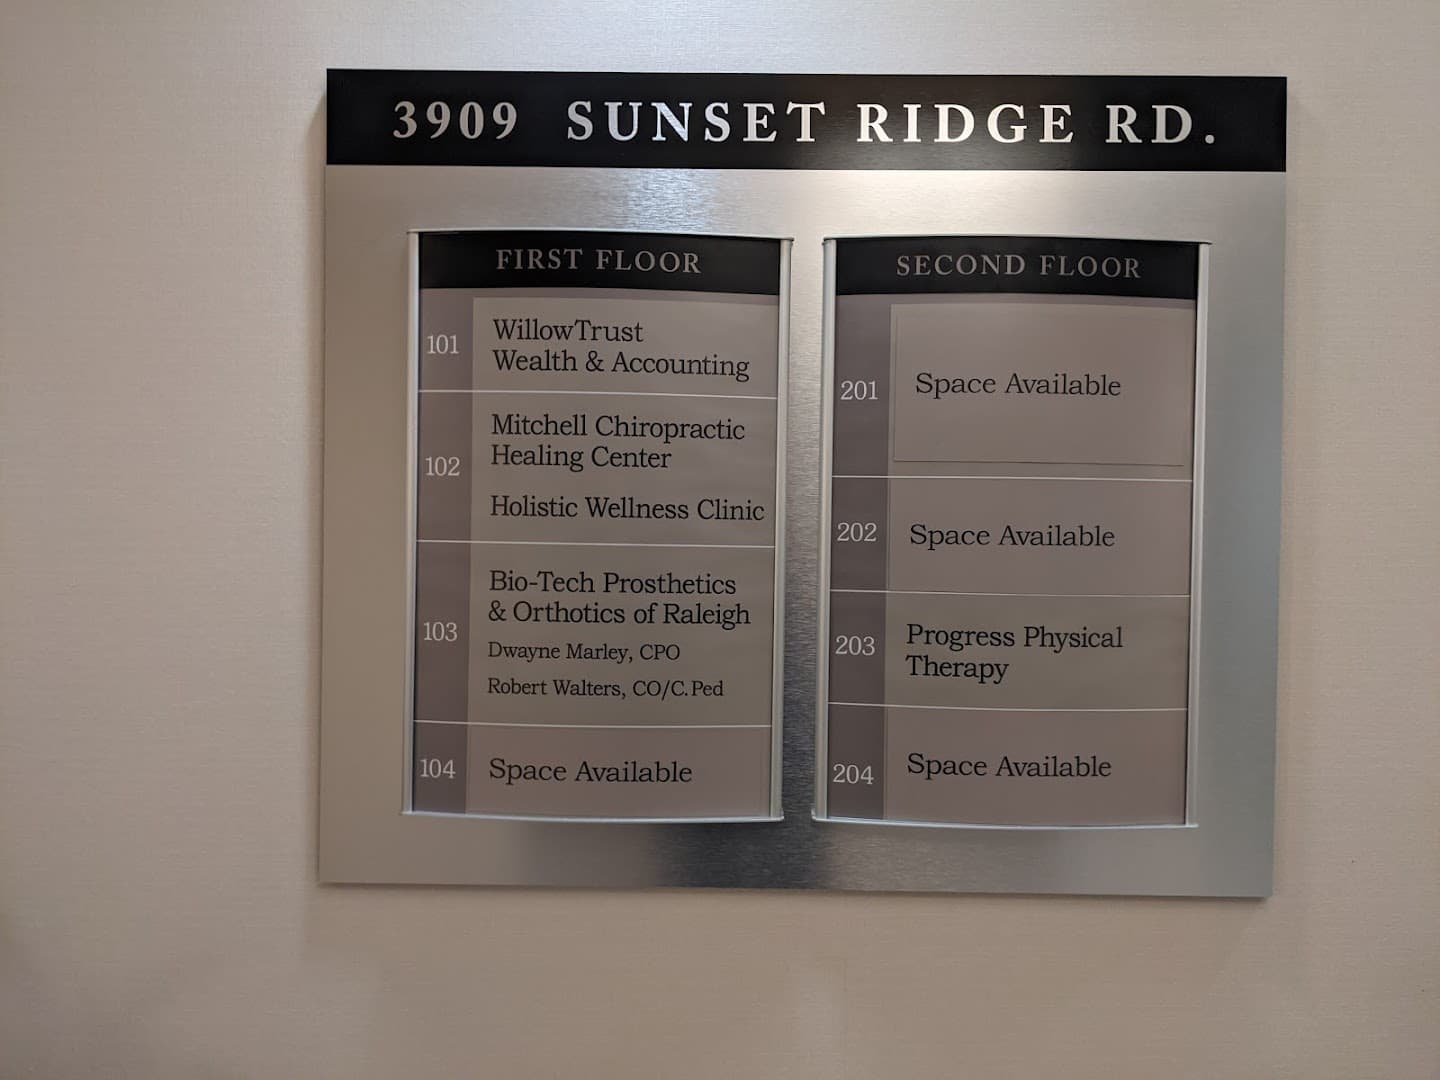 3909 SUNSET RIDGE RD.
FIRST FLOOR
101
WillowTrust
Wealth & Accounting
102
Mitchell Chiropractic
Healing Center
Holistic Wellness Clinic
103
Bio-Tech Prosthetics
& Orthotics of Raleigh
Dwayne Marley, CPO
Robert Walters, CO/C.Ped
104
Space Available
SECOND FLOOR
201
Space Available
202
Space Available
203
Progress Physical
Therapy
204
Space Available